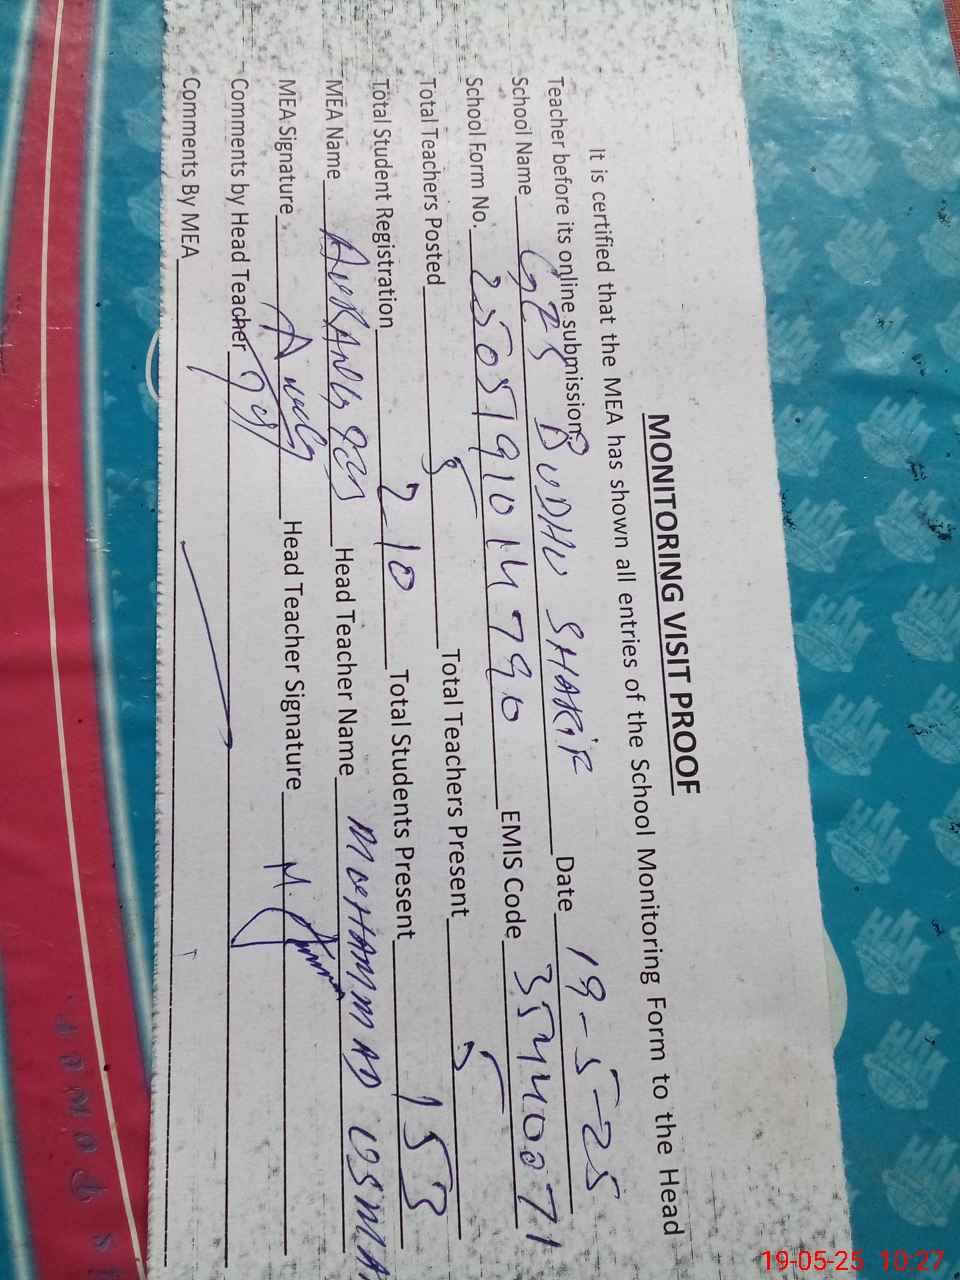 MONITORING VISIT PROOF
It is certified that the MEA has shown all entries of the School Monitoring Form to the Head
Teacher before its online submission.
School Name GES BUDHU SHAKIR Date 19-5-25
School Form No. 2505191014790 EMIS Code 35440071
Total Teachers Posted 5 Total Teachers Present 5
Total Student Registration 210 Total Students Present 153
MEA Name AURANGZEB Head Teacher Name MUHAMMAD USMA
MEA Signature Head Teacher Signature
Comments by Head Teacher
Comments By MEA
19-05-25 10:27